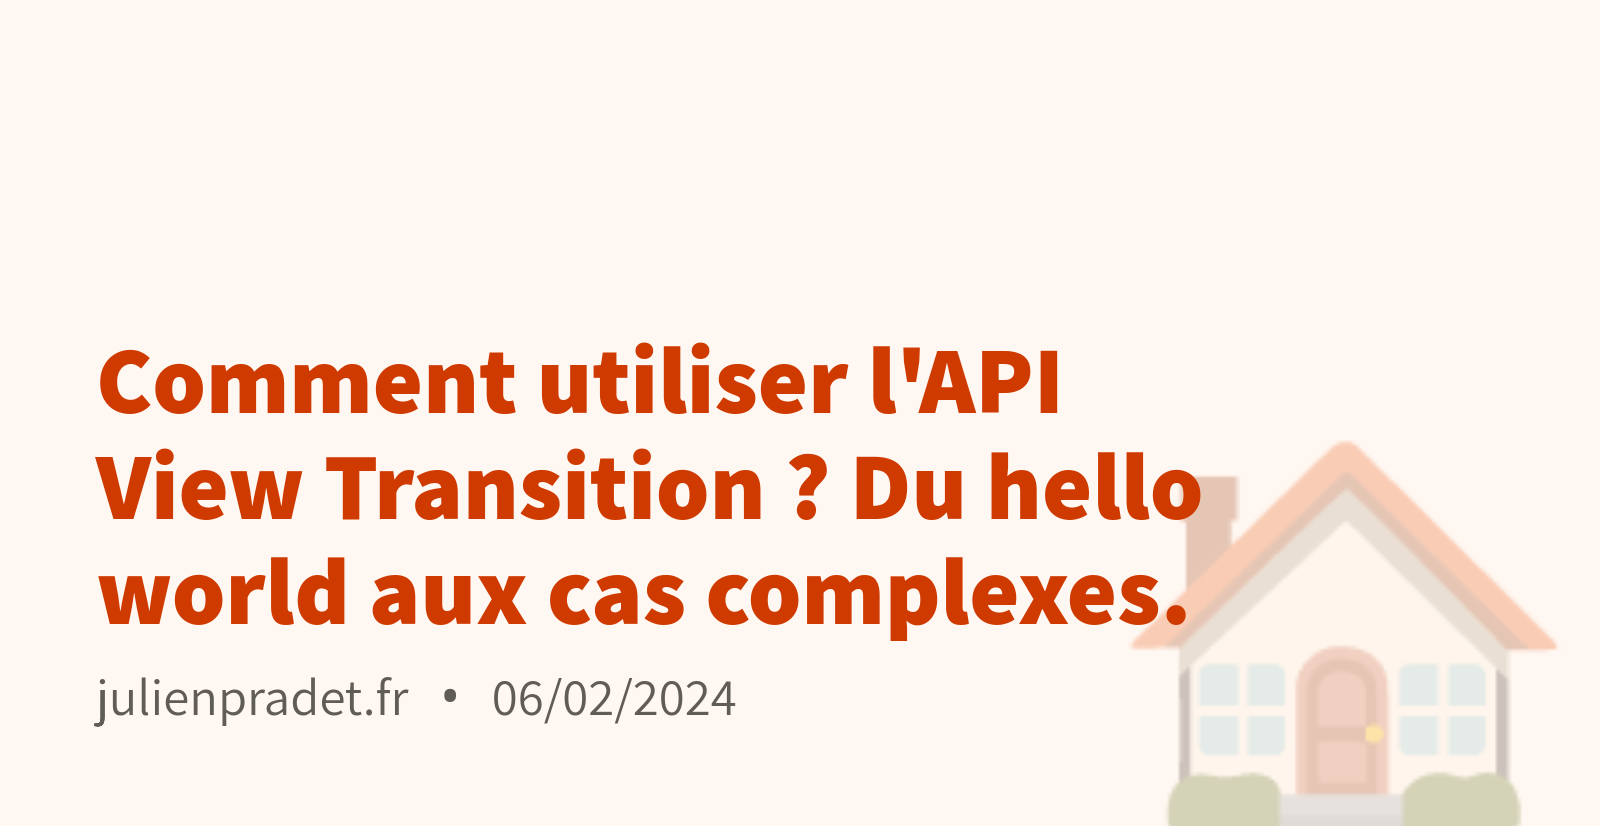 Comment utiliser l'API
View Transition ? Du hello
world aux cas complexes.
julienpradet.fr • 06/02/2024